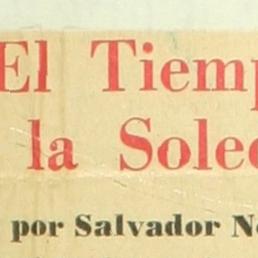 El Tiemp
la Soled
por Salvador N